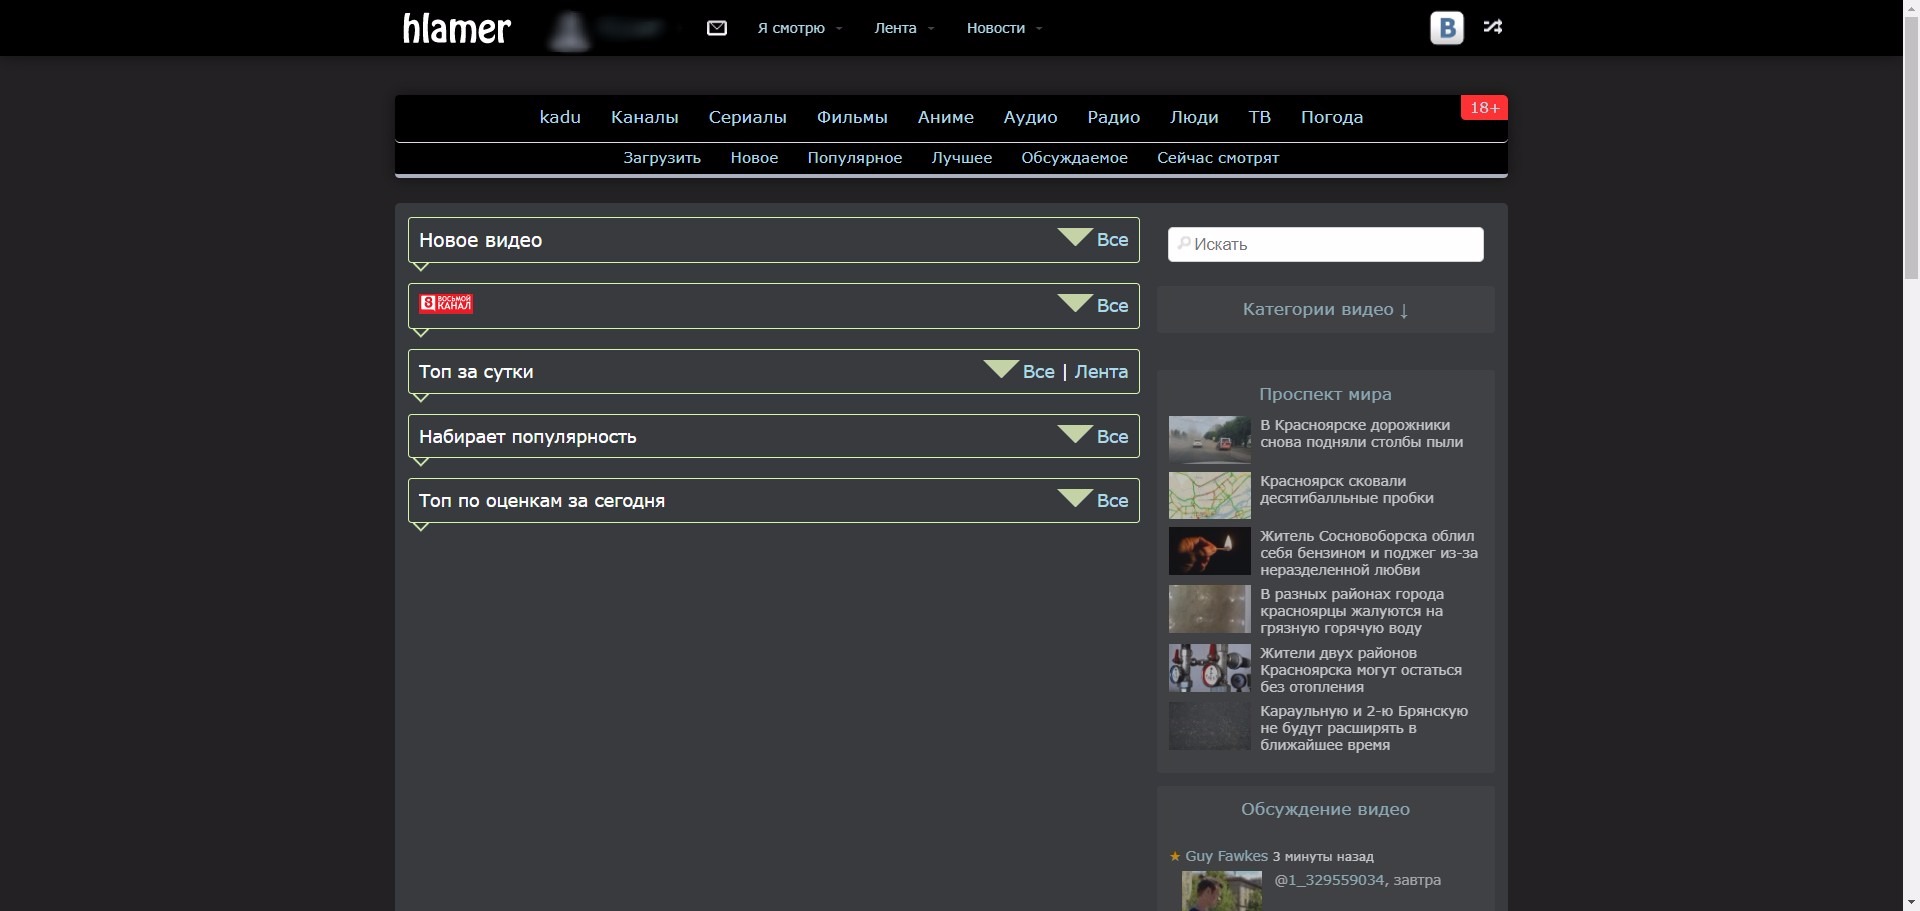 hlamer
Я смотрю
Лента
Новости
B
kadu Каналы Сериалы Фильмы Аниме Аудио Радио Люди ТВ Погода
18+
Загрузить Новое Популярное Лучшее Обсуждаемое Сейчас смотрят
Новое видео
Все
8 ВОСЬМОЙ
КАНАЛ
Все
Топ за сутки
Все | Лента
Набирает популярность
Все
Топ по оценкам за сегодня
Все
Искать
Категории видео ↓
Проспект мира
В Красноярске дорожники
снова подняли столбы пыли
Красноярск сковали
десятибалльные пробки
Житель Сосновоборска облил
себя бензином и поджег из-за
неразделенной любви
В разных районах города
красноярцы жалуются на
грязную горячую воду
Жители двух районов
Красноярска могут остаться
без отопления
Караульную и 2-ю Брянскую
не будут расширять в
ближайшее время
Обсуждение видео
★ Guy Fawkes 3 минуты назад
@1_329559034, завтра